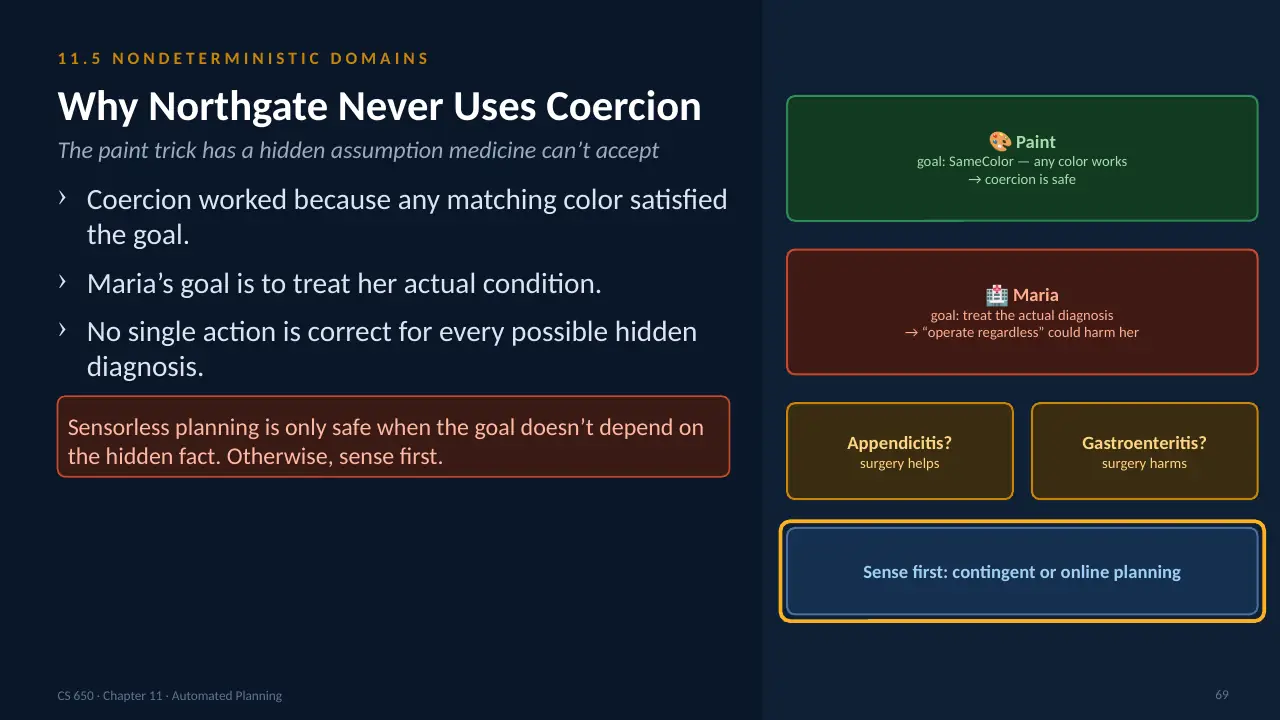 11.5 NONDETERMINISTIC DOMAINS
Why Northgate Never Uses Coercion
The paint trick has a hidden assumption medicine can’t accept
› Coercion worked because any matching color satisfied
the goal.
› Maria’s goal is to treat her actual condition.
› No single action is correct for every possible hidden
diagnosis.
Sensorless planning is only safe when the goal doesn’t depend on
the hidden fact. Otherwise, sense first.
🎨 Paint
goal: SameColor — any color works
→ coercion is safe
🏥 Maria
goal: treat the actual diagnosis
→ “operate regardless” could harm her
Appendicitis?
surgery helps
Gastroenteritis?
surgery harms
Sense first: contingent or online planning
CS 650 · Chapter 11 · Automated Planning
69